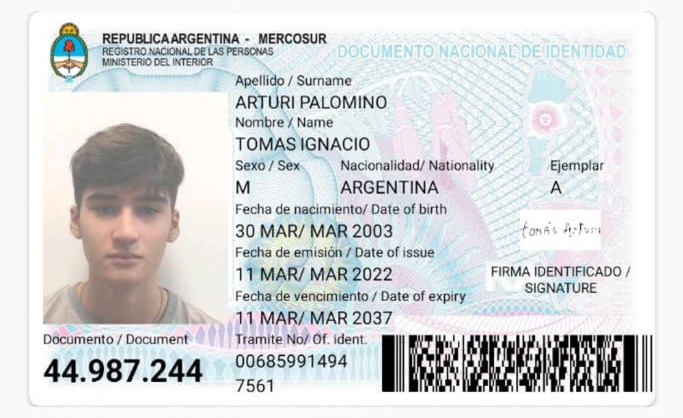 REPUBLICA ARGENTINA - MERCOSUR
REGISTRO NACIONAL DE LAS PERSONAS
MINISTERIO DEL INTERIOR
DOCUMENTO NACIONAL DE IDENTIDAD
Apellido / Surname
ARTURI PALOMINO
Nombre / Name
TOMAS IGNACIO
Sexo / Sex Nacionalidad/ Nationality Ejemplar
M ARGENTINA A
Fecha de nacimiento/ Date of birth
30 MAR/ MAR 2003
tomás Arturi
Fecha de emisión / Date of issue
11 MAR/ MAR 2022
FIRMA IDENTIFICADO /
SIGNATURE
Fecha de vencimiento / Date of expiry
11 MAR/ MAR 2037
Documento / Document
44.987.244
Tramite No/ Of. ident.
00685991494
7561